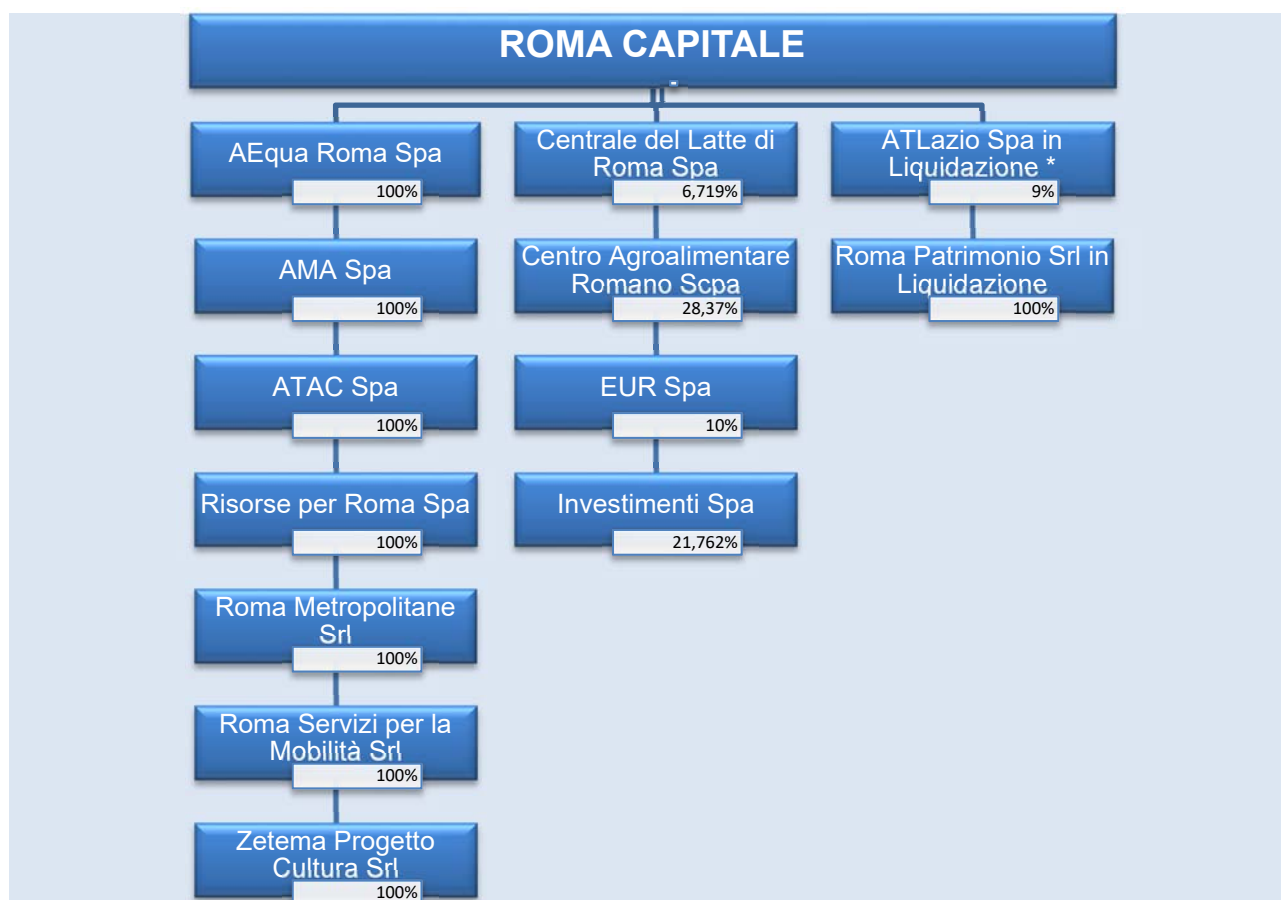 ROMA CAPITALE
AEqua Roma Spa
100%
AMA Spa
100%
ATAC Spa
100%
Risorse per Roma Spa
100%
Roma Metropolitane
Srl
100%
Roma Servizi per la
Mobilità Srl
100%
Zetema Progetto
Cultura Srl
100%
Centrale del Latte di
Roma Spa
6,719%
Centro Agroalimentare
Romano Scpa
28,37%
EUR Spa
10%
Investimenti Spa
21,762%
ATLazio Spa in
Liquidazione *
9%
Roma Patrimonio Srl in
Liquidazione
100%